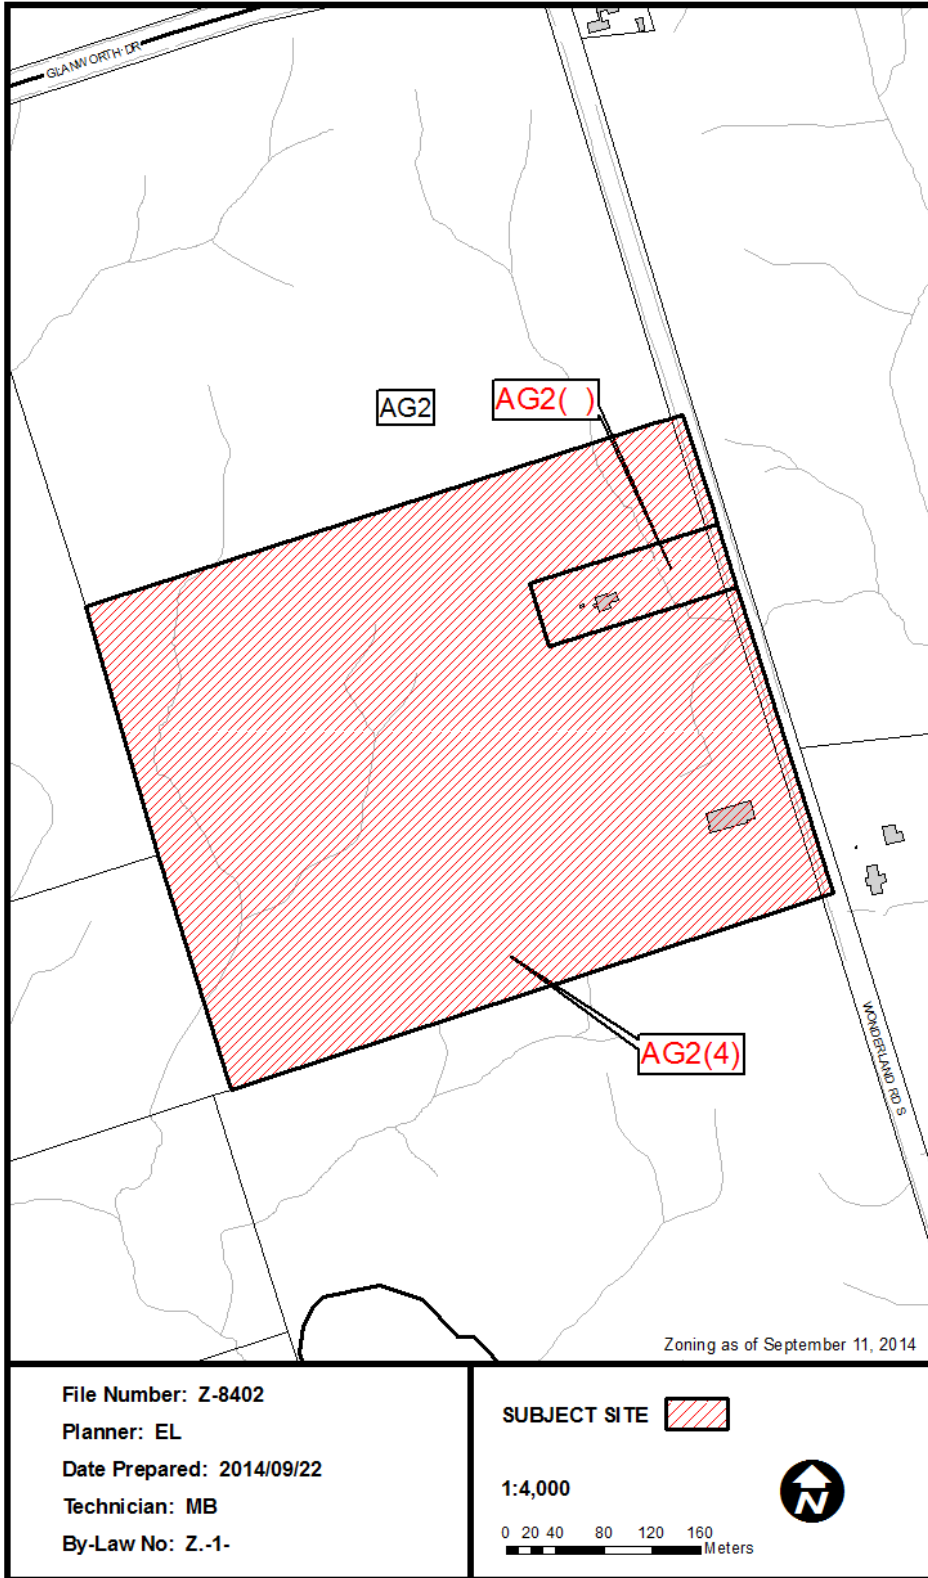 GLANWORTH DR
AG2
AG2( )
AG2(4)
WONDERLAND RD S
Zoning as of September 11, 2014
File Number: Z-8402
Planner: EL
Date Prepared: 2014/09/22
Technician: MB
By-Law No: Z.-1-
SUBJECT SITE
1:4,000
0 20 40 80 120 160
Meters
N